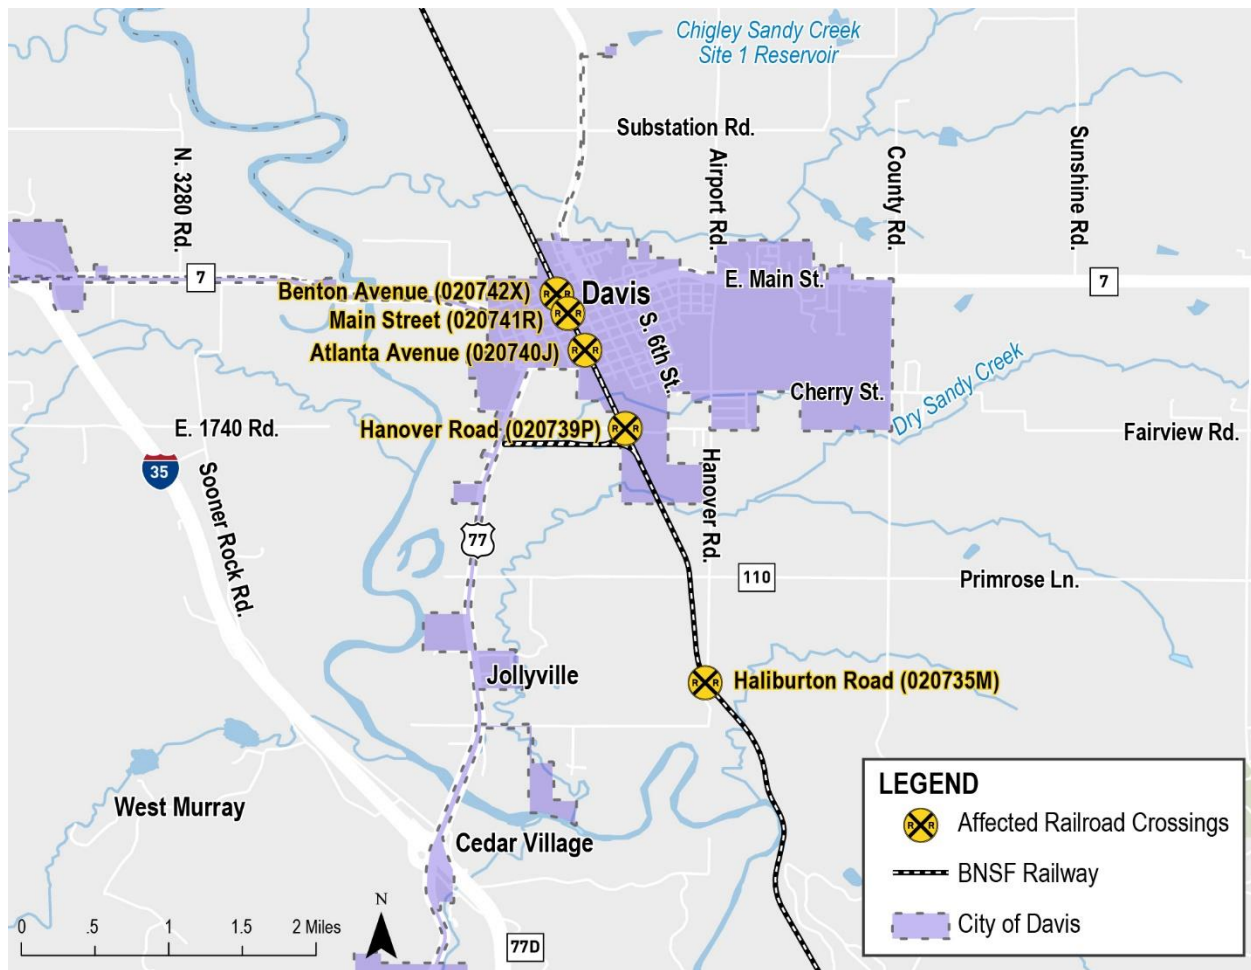 Chigley Sandy Creek
Site 1 Reservoir
Substation Rd.
N. 3280 Rd.
Airport Rd.
County Rd.
Sunshine Rd.
7
E. Main St.
7
Benton Avenue (020742X)
Davis
Main Street (020741R)
S. 6th St.
Atlanta Avenue (020740J)
Dry Sandy Creek
Cherry St.
E. 1740 Rd.
Hanover Road (020739P)
Fairview Rd.
35
Sooner Rock Rd.
Hanover Rd.
77
110
Primrose Ln.
Jollyville
Haliburton Road (020735M)
West Murray
Cedar Village
LEGEND
R R
Affected Railroad Crossings
BNSF Railway
City of Davis
N
0 .5 1 1.5 2 Miles
77D